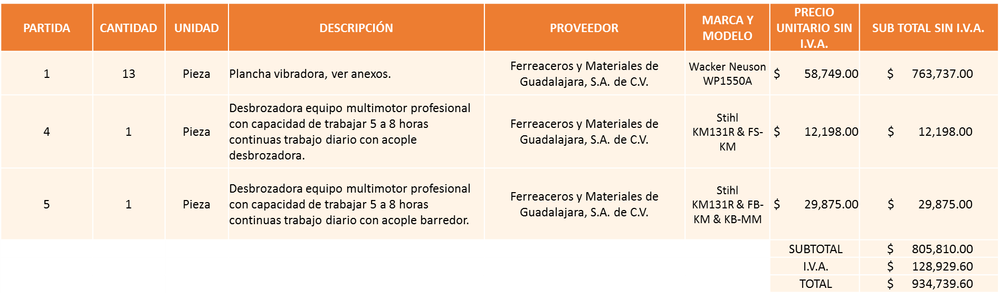 PARTIDA CANTIDAD UNIDAD DESCRIPCIÓN PROVEEDOR MARCA Y MODELO PRECIO UNITARIO SIN I.V.A. SUB TOTAL SIN I.V.A.
1 13 Pieza Plancha vibradora, ver anexos. Ferreaceros y Materiales de Guadalajara, S.A. de C.V. Wacker Neuson WP1550A $ 58,749.00 $ 763,737.00
4 1 Pieza Desbrozadora equipo multimotor profesional con capacidad de trabajar 5 a 8 horas continuas trabajo diario con acople desbrozadora. Ferreaceros y Materiales de Guadalajara, S.A. de C.V. Stihl KM131R & FS-KM $ 12,198.00 $ 12,198.00
5 1 Pieza Desbrozadora equipo multimotor profesional con capacidad de trabajar 5 a 8 horas continuas trabajo diario con acople barredor. Ferreaceros y Materiales de Guadalajara, S.A. de C.V. Stihl KM131R & FB-KM & KB-MM $ 29,875.00 $ 29,875.00
SUBTOTAL $ 805,810.00
I.V.A. $ 128,929.60
TOTAL $ 934,739.60